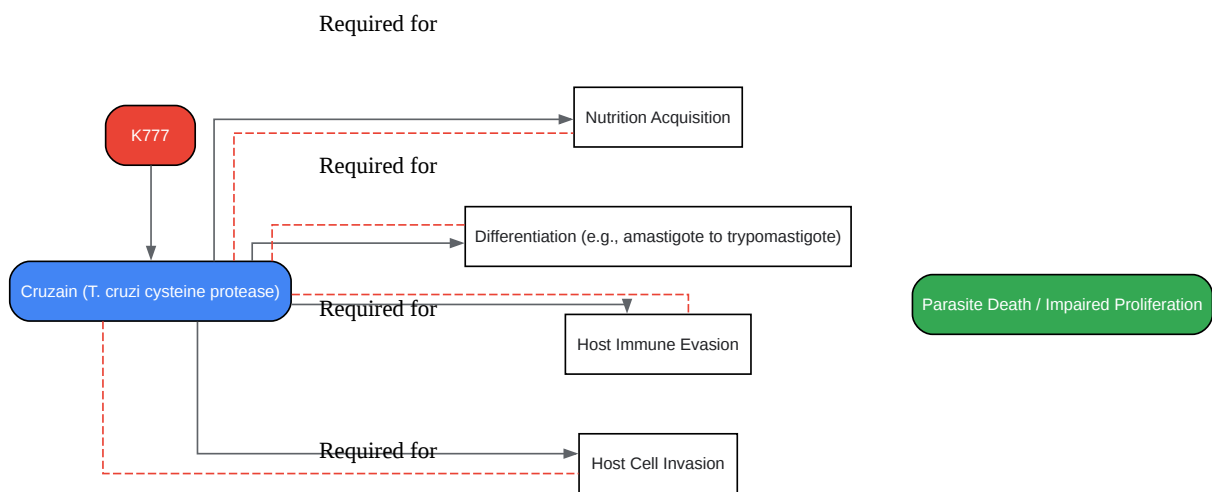 Required for
Nutrition Acquisition
K777
Required for
Differentiation (e.g., amastigote to trypomastigote)
Cruzain (T. cruzi cysteine protease)
Required for
Parasite Death / Impaired Proliferation
Host Immune Evasion
Required for
Host Cell Invasion